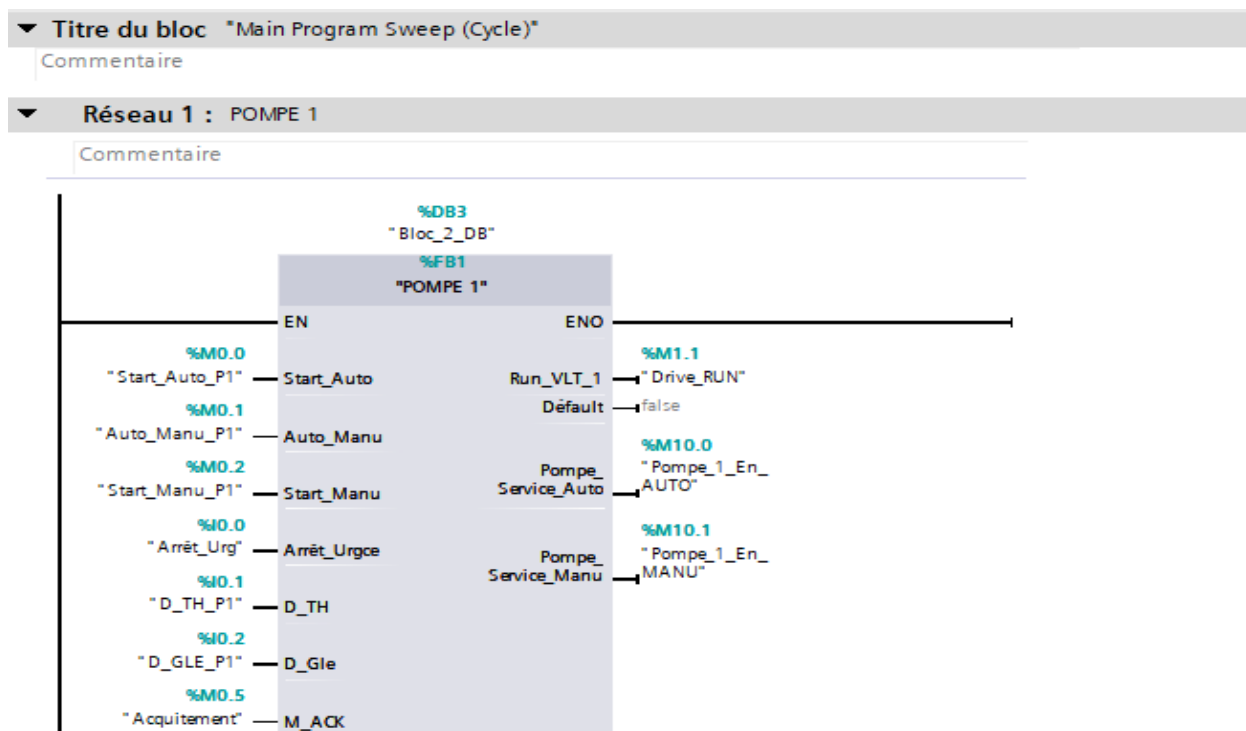 Titre du bloc "Main Program Sweep (Cycle)"
Commentaire
Réseau 1 : POMPE 1
Commentaire
%DB3
"Bloc_2_DB"
%FB1
"POMPE 1"
EN ENO
%M0.0 %M1.1
"Start_Auto_P1" Start_Auto Run_VLT_1 "Drive_RUN"
%M0.1 Défault false
"Auto_Manu_P1" Auto_Manu %M10.0
%M0.2 Pompe_ "Pompe_1_En_
"Start_Manu_P1" Start_Manu Service_Auto AUTO"
%I0.0 %M10.1
"Arrêt_Urg" Arrêt_Urgce Pompe_ "Pompe_1_En_
%I0.1 Service_Manu MANU"
"D_TH_P1" D_TH
%I0.2
"D_GLE_P1" D_Gle
%M0.5
"Acquitement" M_ACK